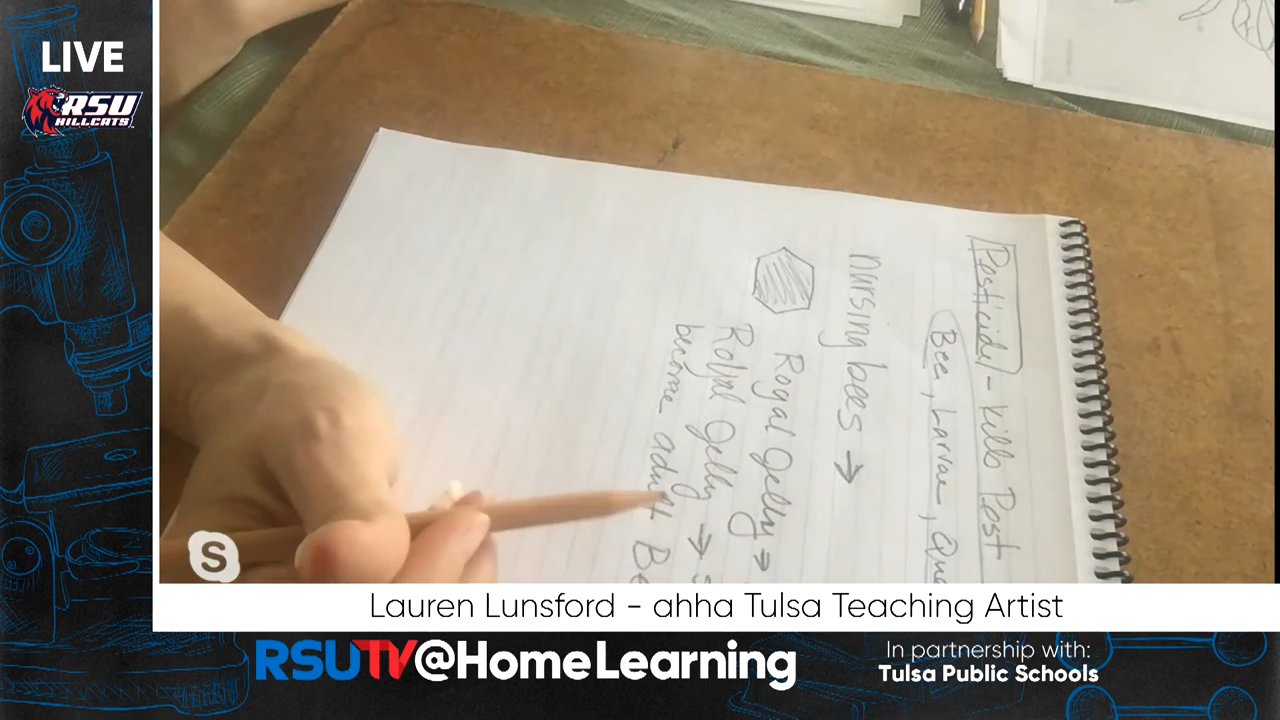 LIVE
RSU
HILLCATS
Pesticide - Kills Pest
Bee, Larvae, Que
nursing bees →
Royal Jelly →
Royal Jelly →
become adult Be
S
Lauren Lunsford - ahha Tulsa Teaching Artist
RSUTV@HomeLearning
In partnership with:
Tulsa Public Schools